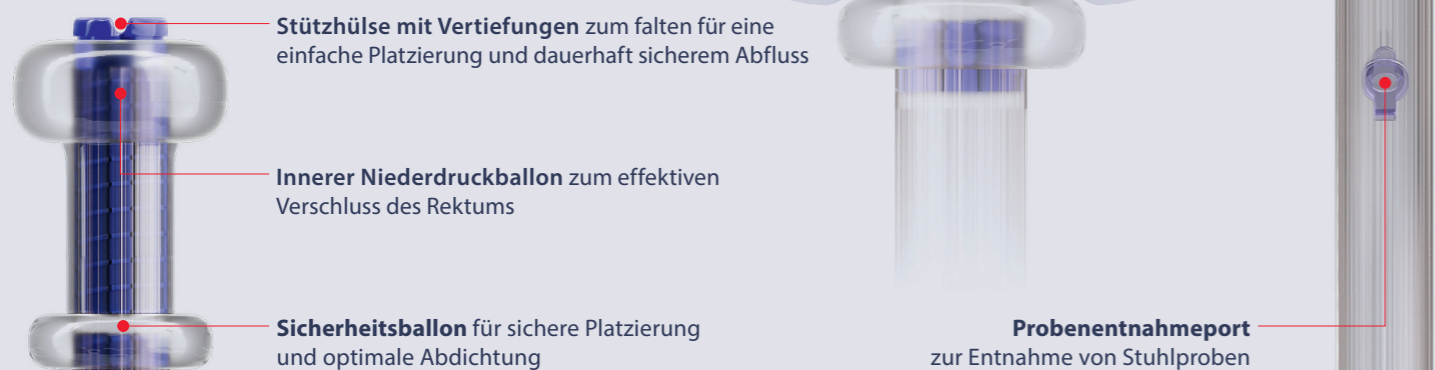 Stützhülse mit Vertiefungen zum falten für eine
einfache Platzierung und dauerhaft sicherem Abfluss
Innerer Niederdruckballon zum effektiven
Verschluss des Rektums
Sicherheitsballon für sichere Platzierung
und optimale Abdichtung
Probenentnahmeport
zur Entnahme von Stuhlproben